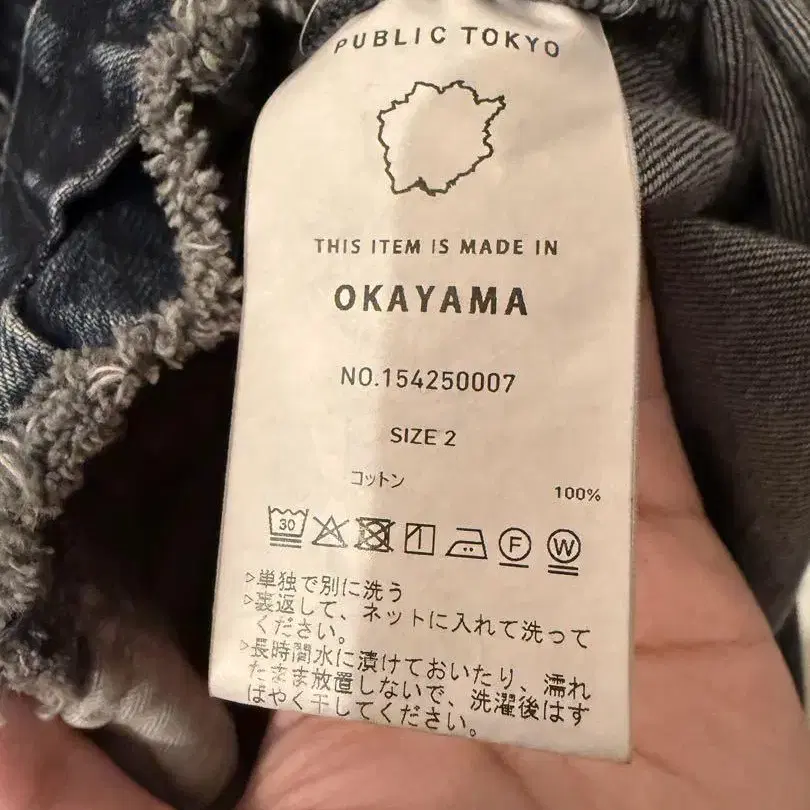 PUBLIC TOKYO
THIS ITEM IS MADE IN
OKAYAMA
NO.154250007
SIZE 2
コットン 100%
30 F W
▷単独で別に洗う
▷裏返して、ネットに入れて洗って
ください。
▷長時間水に漬けておいたり、濡れ
たまま放置しないで、洗濯後はす
ばやく干してください。